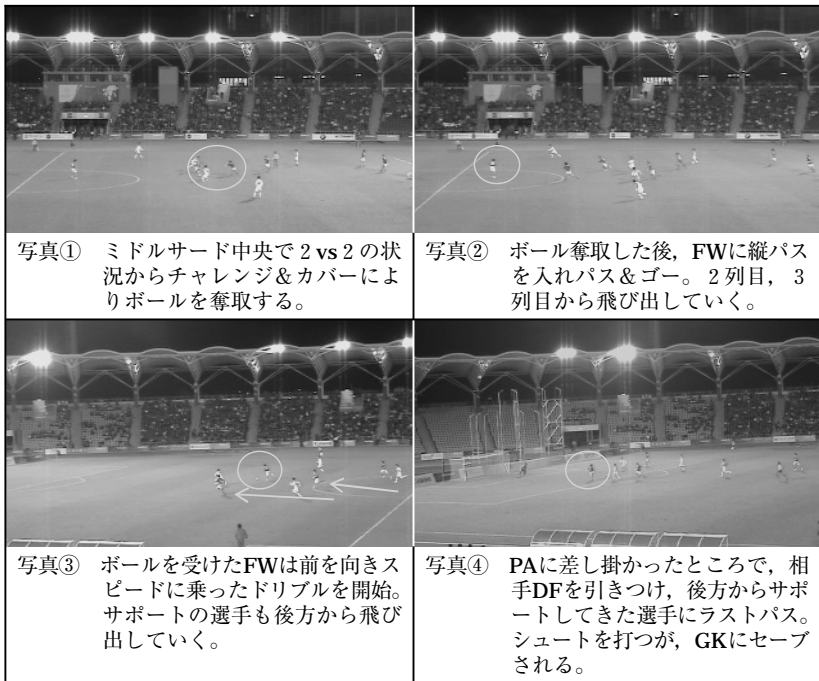 写真① ミドルサード中央で2 vs 2の状
況からチャレンジ&カバーによ
りボールを奪取する。
写真② ボール奪取した後,FWに縦パス
を入れパス&ゴー。2列目,3
列目から飛び出していく。
写真③ ボールを受けたFWは前を向きス
ピードに乗ったドリブルを開始。
サポートの選手も後方から飛び
出していく。
写真④ PAに差し掛かったところで,相
手DFを引きつけ,後方からサポ
ートしてきた選手にラストパス。
シュートを打つが,GKにセーブ
される。